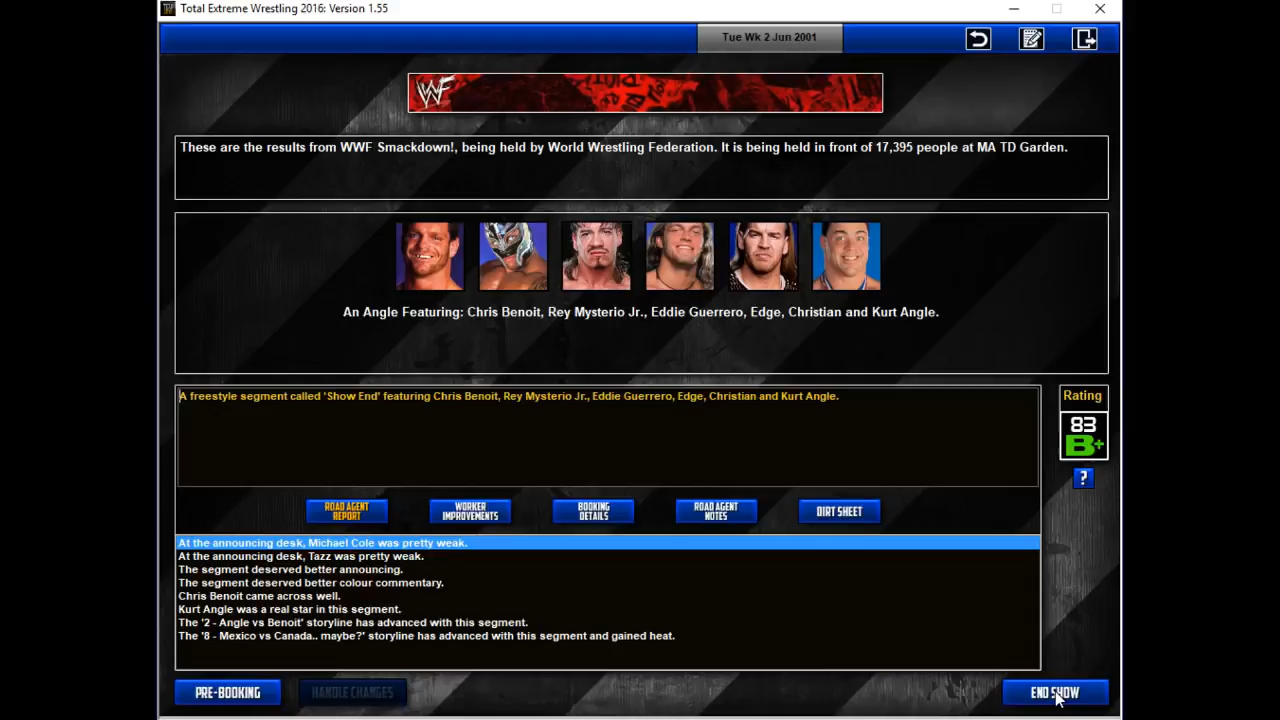 Total Extreme Wrestling 2016: Version 1.55
Tue Wk 2 Jun 2001
WF
These are the results from WWF Smackdown!, being held by World Wrestling Federation. It is being held in front of 17,395 people at MA TD Garden.
An Angle Featuring: Chris Benoit, Rey Mysterio Jr., Eddie Guerrero, Edge, Christian and Kurt Angle.
A freestyle segment called 'Show End' featuring Chris Benoit, Rey Mysterio Jr., Eddie Guerrero, Edge, Christian and Kurt Angle.
Rating
83
B+
?
ROAD AGENT REPORT
WORKER IMPROVEMENTS
BOOKING DETAILS
ROAD AGENT NOTES
DIRT SHEET
At the announcing desk, Michael Cole was pretty weak.
At the announcing desk, Tazz was pretty weak.
The segment deserved better announcing.
The segment deserved better colour commentary.
Chris Benoit came across well.
Kurt Angle was a real star in this segment.
The '2 - Angle vs Benoit' storyline has advanced with this segment.
The '8 - Mexico vs Canada.. maybe?' storyline has advanced with this segment and gained heat.
PRE-BOOKING
HANDLE CHANGES
END SHOW